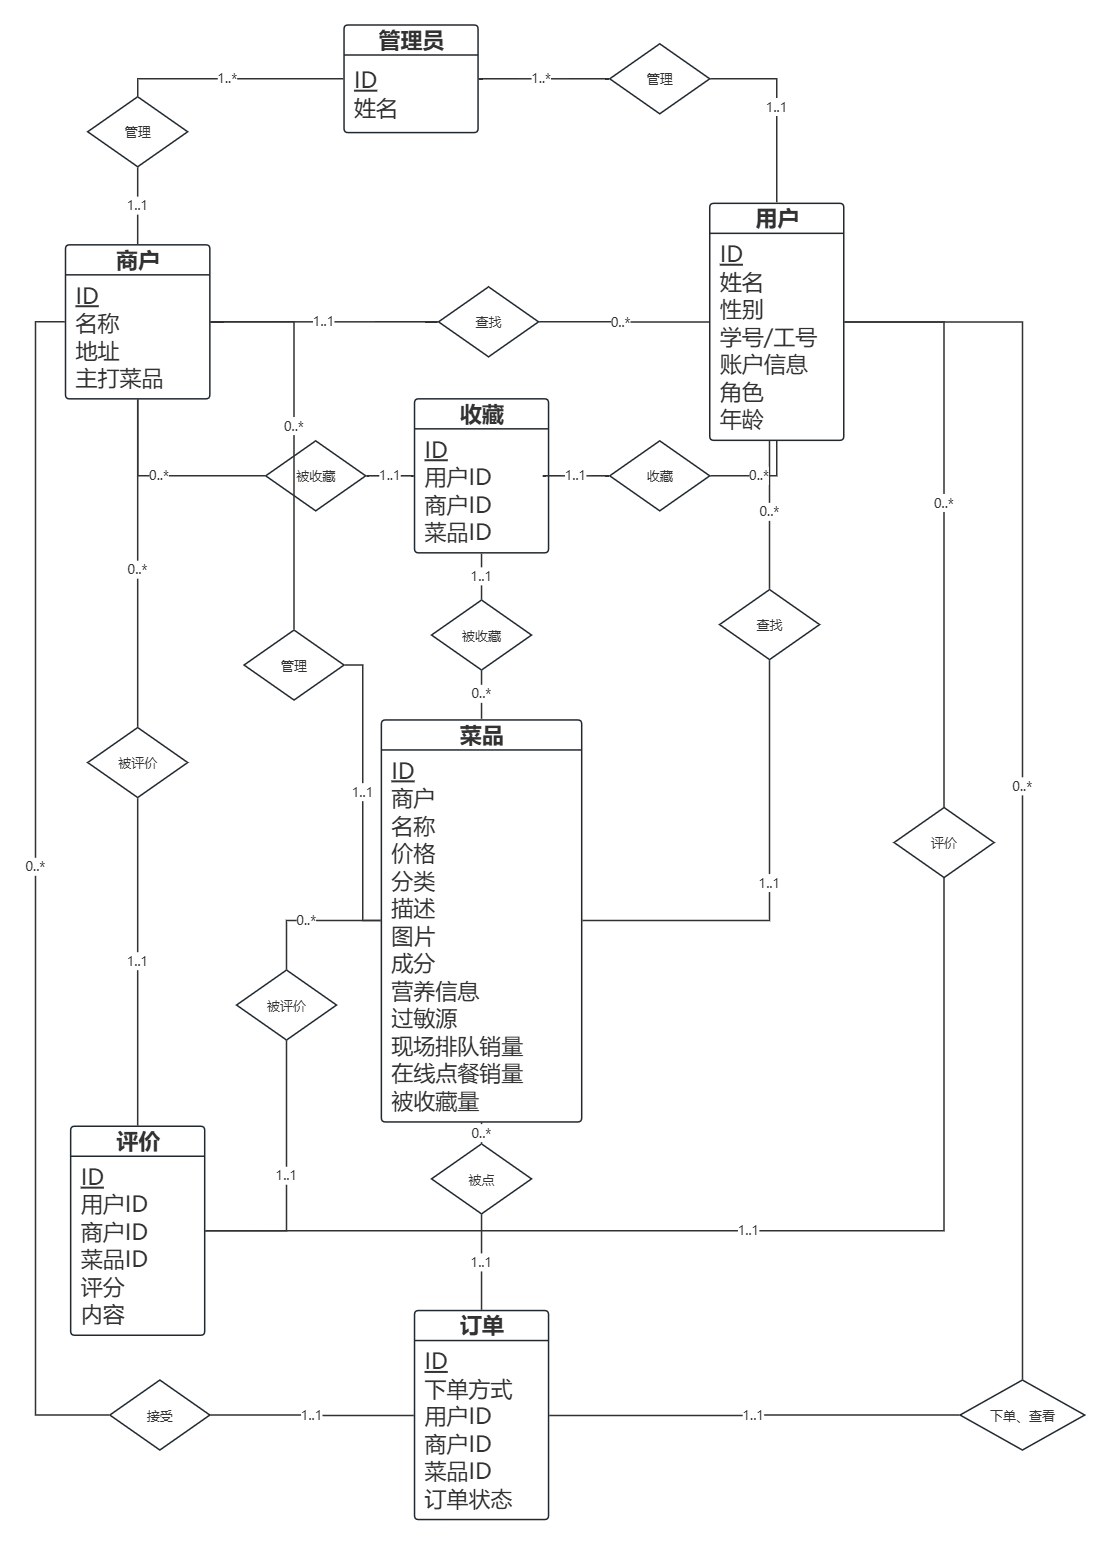 管理员
ID
姓名
1..*
1..*
管理
1..1
管理
1..1
用户
ID
姓名
性别
学号/工号
账户信息
角色
年龄
商户
ID
名称
地址
主打菜品
1..1
查找
0..*
收藏
ID
用户ID
商户ID
菜品ID
0..*
0..*
被收藏
1..1
1..1
收藏
0..*
0..*
0..*
0..*
1..1
被收藏
查找
管理
0..*
菜品
ID
商户
名称
价格
分类
描述
图片
成分
营养信息
过敏源
现场排队销量
在线点餐销量
被收藏量
被评价
1..1
0..*
评价
0..*
1..1
0..*
1..1
被评价
0..*
被点
评价
ID
用户ID
商户ID
菜品ID
评分
内容
1..1
1..1
1..1
订单
ID
下单方式
用户ID
商户ID
菜品ID
订单状态
接受
1..1
1..1
下单、查看